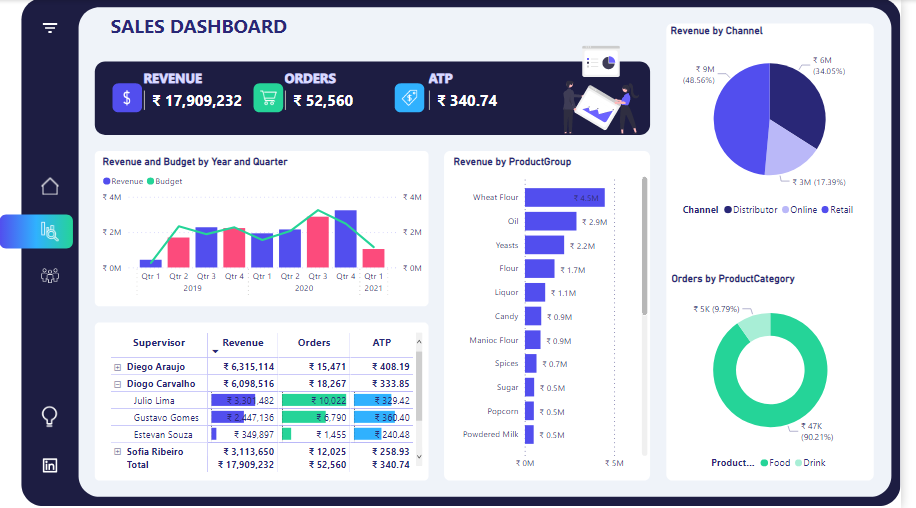 SALES DASHBOARD
REVENUE
₹ 17,909,232
ORDERS
₹ 52,560
ATP
₹ 340.74
Revenue and Budget by Year and Quarter
Revenue Budget
₹ 4M
₹ 2M
₹ 0M
₹ 4M
₹ 2M
₹ 0M
Qtr 1 Qtr 2 Qtr 3 Qtr 4 Qtr 1 Qtr 2 Qtr 3 Qtr 4 Qtr 1
2019 2020 2021
Supervisor Revenue Orders ATP
Diego Araujo ₹ 6,315,114 ₹ 15,471 ₹ 408.19
Diogo Carvalho ₹ 6,098,516 ₹ 18,267 ₹ 333.85
Julio Lima ₹ 3,301,482 ₹ 10,022 ₹ 329.42
Gustavo Gomes ₹ 2,447,136 ₹ 6,790 ₹ 360.40
Estevan Souza ₹ 349,897 ₹ 1,455 ₹ 240.48
Sofia Ribeiro ₹ 3,113,650 ₹ 12,025 ₹ 258.93
Total ₹ 17,909,232 ₹ 52,560 ₹ 340.74
Revenue by ProductGroup
Wheat Flour ₹ 4.5M
Oil ₹ 2.9M
Yeasts ₹ 2.2M
Flour ₹ 1.7M
Liquor ₹ 1.1M
Candy ₹ 0.9M
Manioc Flour ₹ 0.9M
Spices ₹ 0.7M
Sugar ₹ 0.5M
Popcorn ₹ 0.5M
Powdered Milk ₹ 0.5M
₹ 0M ₹ 5M
Revenue by Channel
₹ 9M
(48.56%)
₹ 6M
(34.05%)
₹ 3M (17.39%)
Channel Distributor Online Retail
Orders by ProductCategory
₹ 5K (9.79%)
₹ 47K
(90.21%)
Product... Food Drink
in